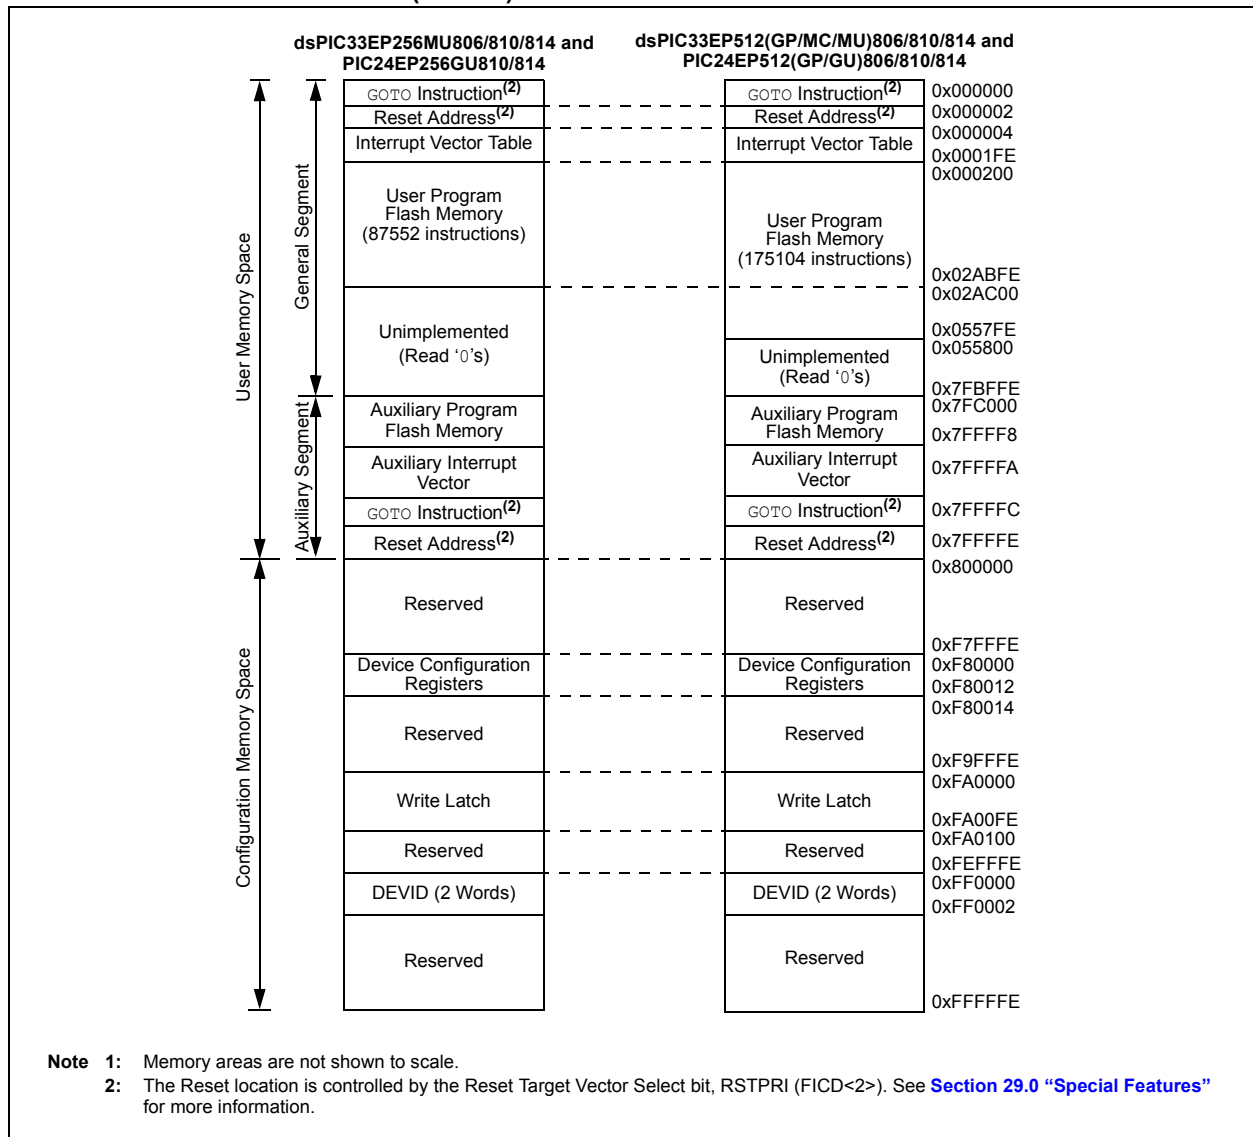 dsPIC33EP256MU806/810/814 and
PIC24EP256GU810/814
dsPIC33EP512(GP/MC/MU)806/810/814 and
PIC24EP512(GP/GU)806/810/814
User Memory Space
General Segment
Auxiliary Segment
Configuration Memory Space
GOTO Instruction(2)
Reset Address(2)
Interrupt Vector Table
User Program
Flash Memory
(87552 instructions)
Unimplemented
(Read ‘0’s)
Auxiliary Program
Flash Memory
Auxiliary Interrupt
Vector
GOTO Instruction(2)
Reset Address(2)
Reserved
Device Configuration
Registers
Reserved
Write Latch
Reserved
DEVID (2 Words)
Reserved
GOTO Instruction(2)
Reset Address(2)
Interrupt Vector Table
User Program
Flash Memory
(175104 instructions)
Unimplemented
(Read ‘0’s)
Auxiliary Program
Flash Memory
Auxiliary Interrupt
Vector
GOTO Instruction(2)
Reset Address(2)
Reserved
Device Configuration
Registers
Reserved
Write Latch
Reserved
DEVID (2 Words)
Reserved
0x000000
0x000002
0x000004
0x0001FE
0x000200
0x02ABFE
0x02AC00
0x0557FE
0x055800
0x7FBFFE
0x7FC000
0x7FFFF8
0x7FFFFA
0x7FFFFC
0x7FFFFE
0x800000
0xF7FFFE
0xF80000
0xF80012
0xF80014
0xF9FFFE
0xFA0000
0xFA00FE
0xFA0100
0xFEFFFE
0xFF0000
0xFF0002
0xFFFFFE
Note 1: Memory areas are not shown to scale.
2: The Reset location is controlled by the Reset Target Vector Select bit, RSTPRI (FICD<2>). See Section 29.0 “Special Features”
for more information.